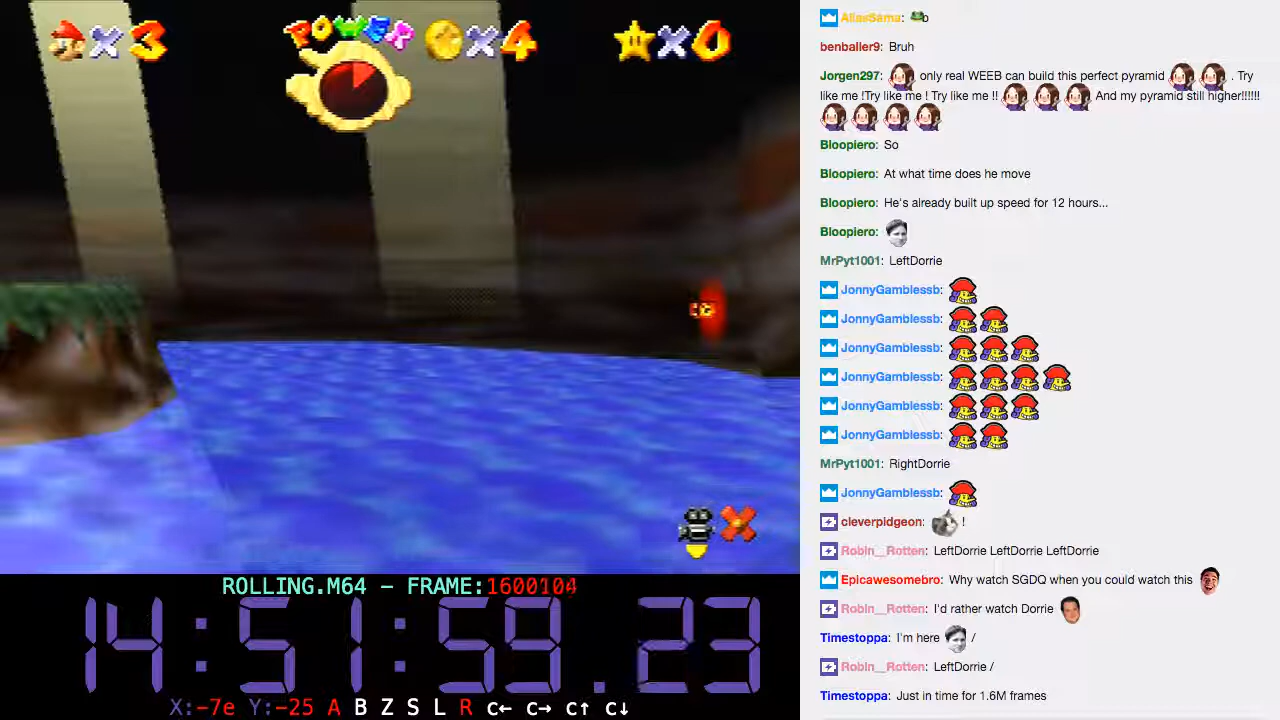 ×3 POWER ×4 ×0
ROLLING.M64 – FRAME:1600104
14:51:59.23
X:-7e Y:-25 A B Z S L R C← C→ C↑ C↓
AliasSama: b
benballer9: Bruh
Jorgen297: only real WEEB can build this perfect pyramid . Try
like me !Try like me ! Try like me !! And my pyramid still higher!!!!!!
Bloopiero: So
Bloopiero: At what time does he move
Bloopiero: He's already built up speed for 12 hours...
Bloopiero:
MrPyt1001: LeftDorrie
JonnyGamblessb:
JonnyGamblessb:
JonnyGamblessb:
JonnyGamblessb:
JonnyGamblessb:
JonnyGamblessb:
MrPyt1001: RightDorrie
JonnyGamblessb:
cleverpidgeon: !
Robin__Rotten: LeftDorrie LeftDorrie LeftDorrie
Epicawesomebro: Why watch SGDQ when you could watch this
Robin__Rotten: I'd rather watch Dorrie
Timestoppa: I'm here /
Robin__Rotten: LeftDorrie /
Timestoppa: Just in time for 1.6M frames